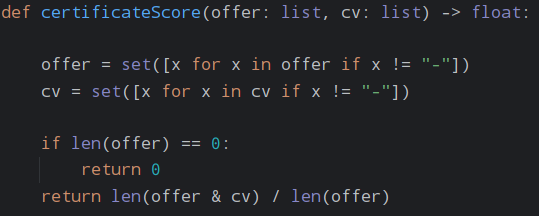 def certificateScore(offer: list, cv: list) -> float:
offer = set([x for x in offer if x != "-"])
cv = set([x for x in cv if x != "-"])
if len(offer) == 0:
return 0
return len(offer & cv) / len(offer)